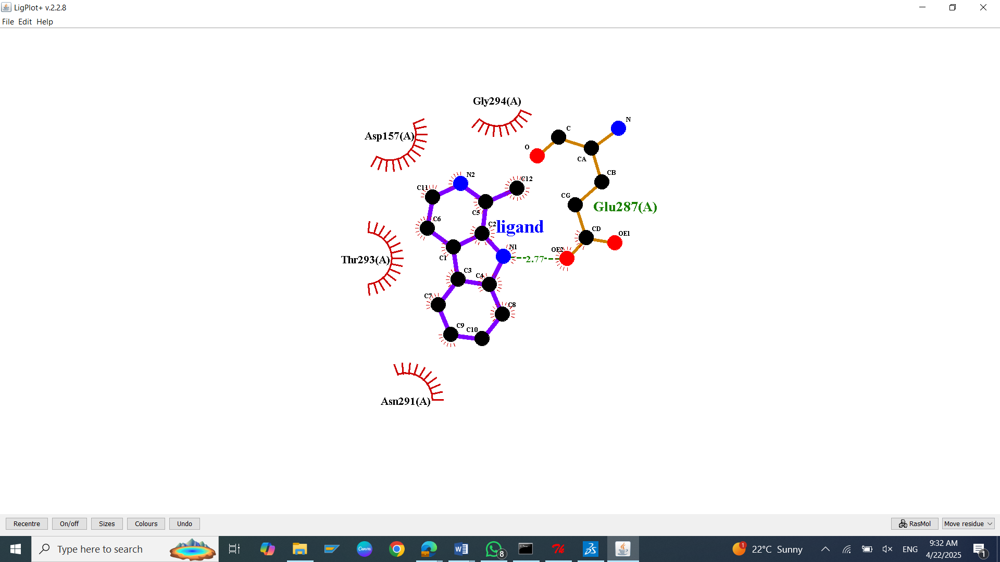 LigPlot+ v.2.2.8
File Edit Help
Gly294(A)
N
C
Asp157(A)
O
CA
CB
N2
C12
C11
CG
Glu287(A)
C5
C6
C2
ligand
CD
OE1
N1
OE2
C1
2.77
Thr293(A)
C3
C4
C7
C8
C9
C10
Asn291(A)
Recentre On/off Sizes Colours Undo RasMol Move residue
Type here to search
Canva
W
8
1
22°C Sunny
ENG
9:32 AM
4/22/2025
1